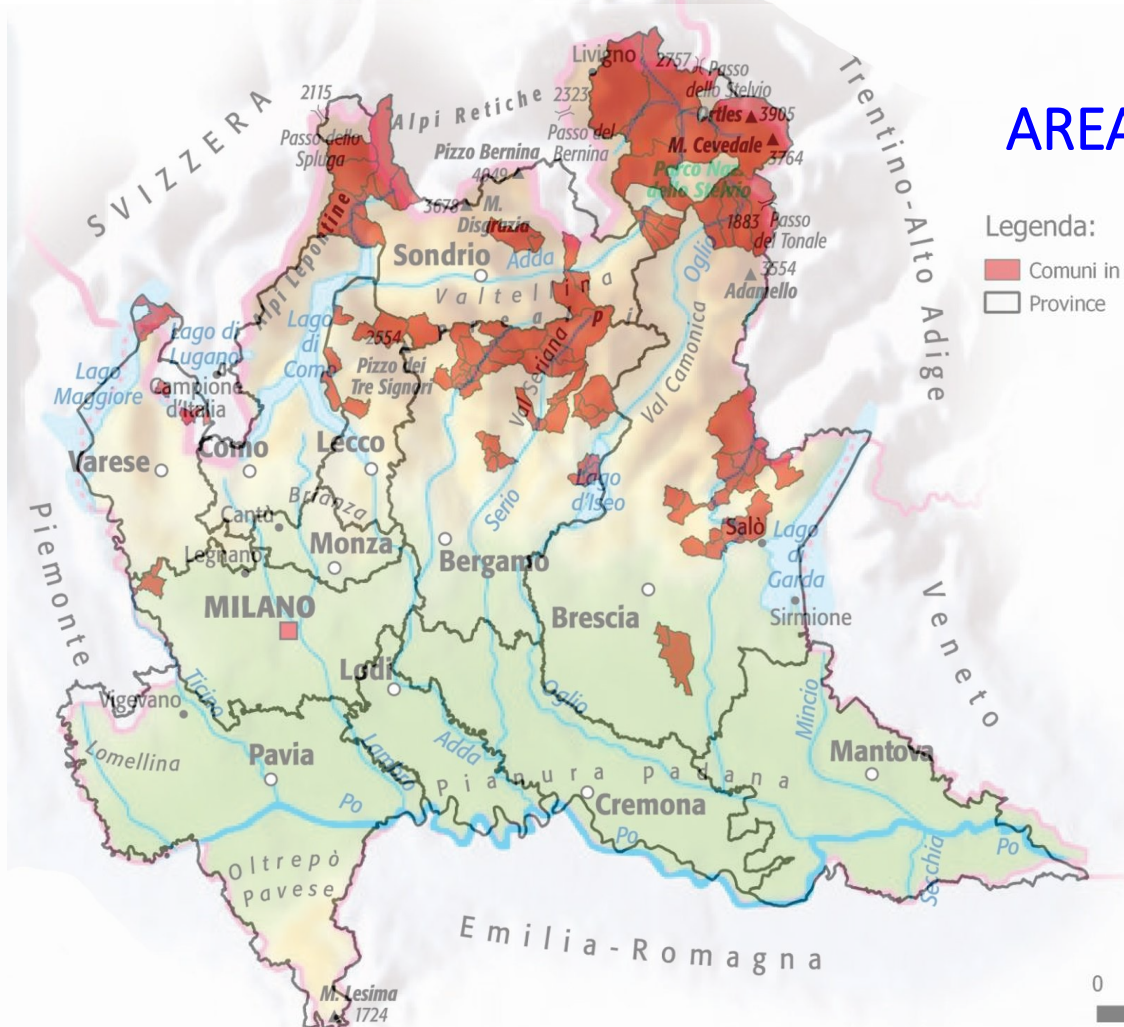 AREA
Legenda:
Comuni in
Province
0
SVIZZERA
Trentino-Alto Adige
Piemonte
Veneto
Emilia-Romagna
Livigno
2757
Passo
dello Stelvio
2115
Passo dello
Spluga
Alpi Retiche
2323
Passo del
Bernina
Ortles
3905
M. Cevedale
3764
Pizzo Bernina
4049
Parco Naz.
dello Stelvio
3678
M.
Disgrazia
1883
Passo
del Tonale
Alpi Lepontine
Sondrio
Adda
Oglio
Valtellina
3554
Adamello
Lago
di
Como
2554
Pizzo dei
Tre Signori
Val Seriana
Val Camonica
Lago
Maggiore
Lago di
Lugano
Campione
d'Italia
Varese
Como
Lecco
Brianza
Cantù
Serio
Lago
d'Iseo
Legnano
Monza
Bergamo
Salò
Lago
di
Garda
MILANO
Brescia
Sirmione
Lodi
Vigevano
Ticino
Oglio
Mincio
Lomellina
Pavia
Lambro
Adda
Mantova
Pianura Padana
Po
Cremona
Po
Secchia
Po
Oltrepò
Pavese
M. Lesima
1724